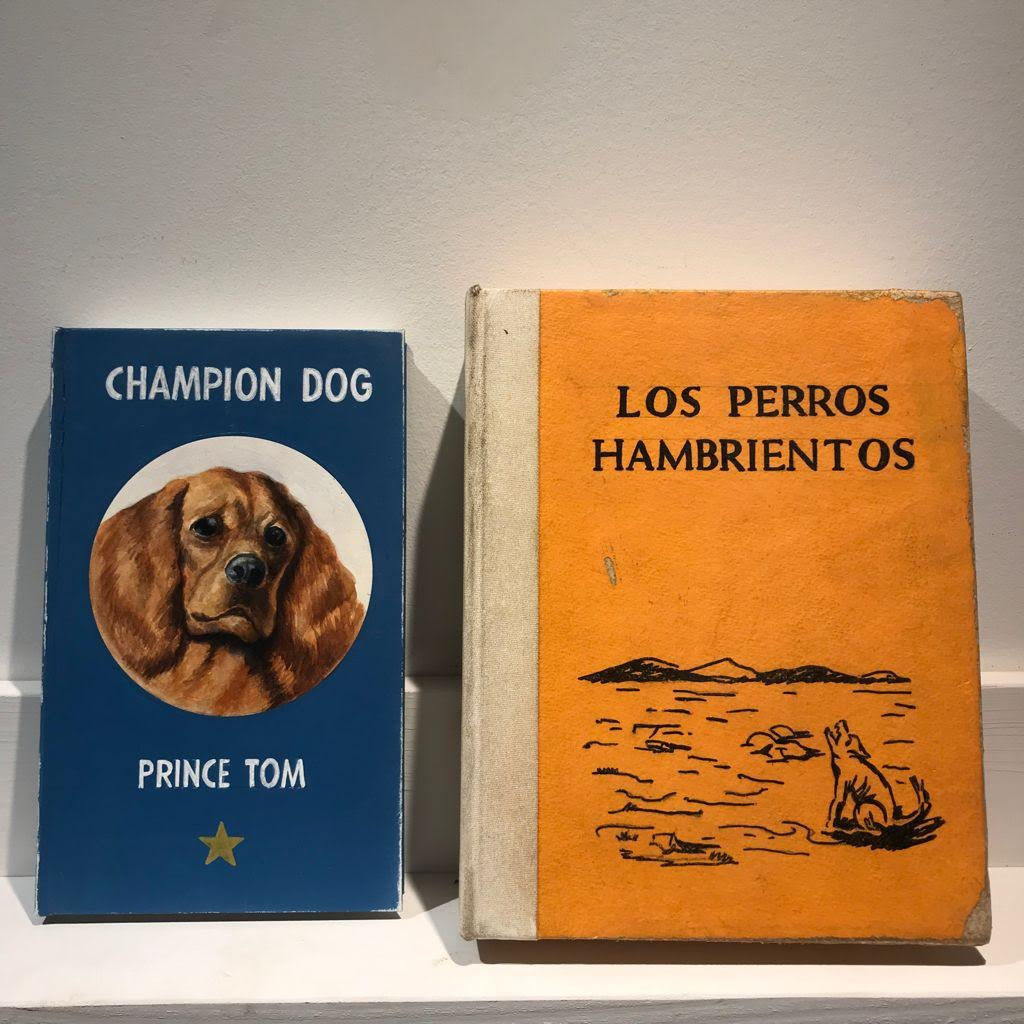 CHAMPION DOG
PRINCE TOM
LOS PERROS
HAMBRIENTOS